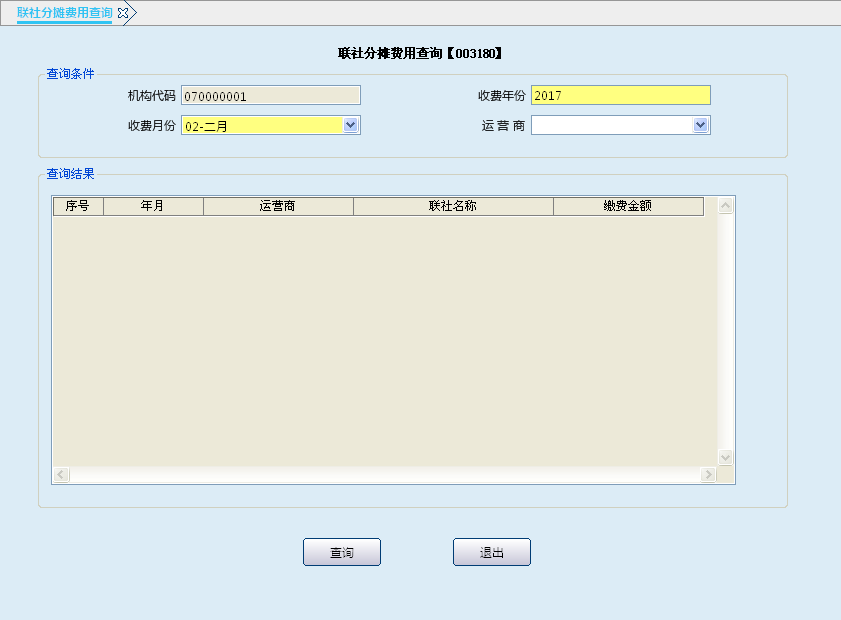 联社分摊费用查询
联社分摊费用查询【003180】
查询条件
机构代码 070000001 收费年份 2017
收费月份 02-二月 运 营 商
查询结果
序号 年月 运营商 联社名称 缴费金额
查询 退出